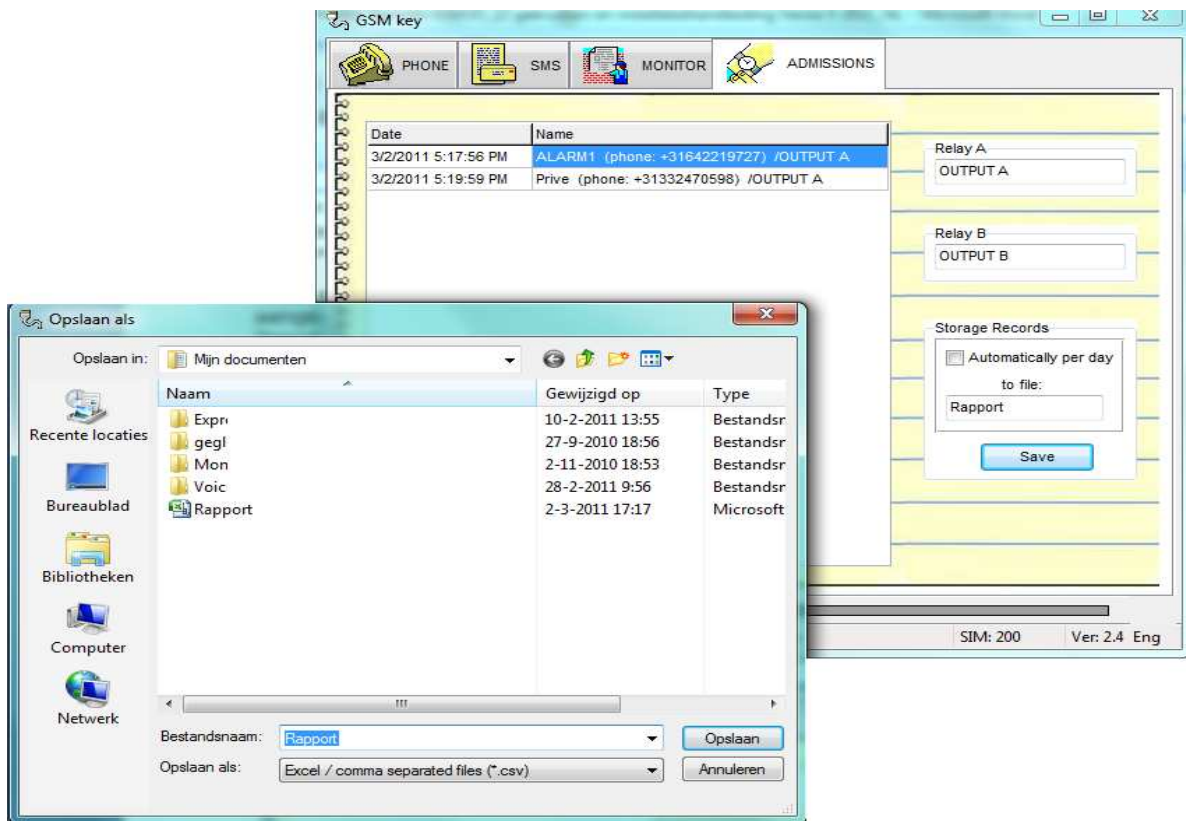 GSM key
PHONE SMS MONITOR ADMISSIONS
Date Name
3/2/2011 5:17:56 PM ALARM1 (phone: +31642219727) /OUTPUT A
3/2/2011 5:19:59 PM Prive (phone: +31332470598) /OUTPUT A
Relay A
OUTPUT A
Relay B
OUTPUT B
Storage Records
Automatically per day
to file:
Rapport
Save
SIM: 200 Ver: 2.4 Eng
Opslaan als
Opslaan in: Mijn documenten
Recente locaties
Bureaublad
Bibliotheken
Computer
Netwerk
Naam Gewijzigd op Type
Expr 10-2-2011 13:55 Bestandsr
gegl 27-9-2010 18:56 Bestandsr
Mon 2-11-2010 18:53 Bestandsr
Voic 28-2-2011 9:56 Bestandsr
Rapport 2-3-2011 17:17 Microsoft
Bestandsnaam: Rapport Opslaan
Opslaan als: Excel / comma separated files (*.csv) Annuleren